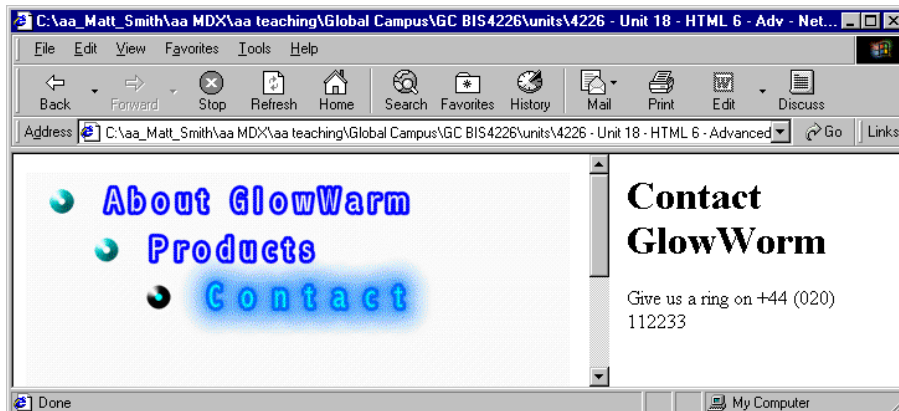 C:\aa_Matt_Smith\aa MDX\aa teaching\Global Campus\GC BIS4226\units\4226 - Unit 18 - HTML 6 - Adv - Net...
File Edit View Favorites Tools Help
Back Forward Stop Refresh Home Search Favorites History Mail Print Edit Discuss
Address C:\aa_Matt_Smith\aa MDX\aa teaching\Global Campus\GC BIS4226\units\4226 - Unit 18 - HTML 6 - Advanced Go Links
About GlowWarm
Products
Contact
Contact
GlowWorm
Give us a ring on +44 (020)
112233
Done My Computer